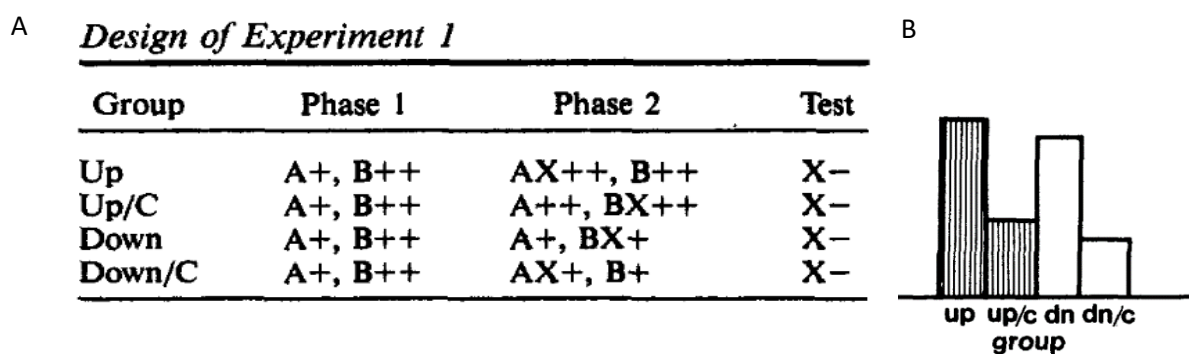 A
Design of Experiment 1
Group Phase 1 Phase 2 Test
Up A+, B++ AX++, B++ X−
Up/C A+, B++ A++, BX++ X−
Down A+, B++ A+, BX+ X−
Down/C A+, B++ AX+, B+ X−
B
up up/c dn dn/c
group